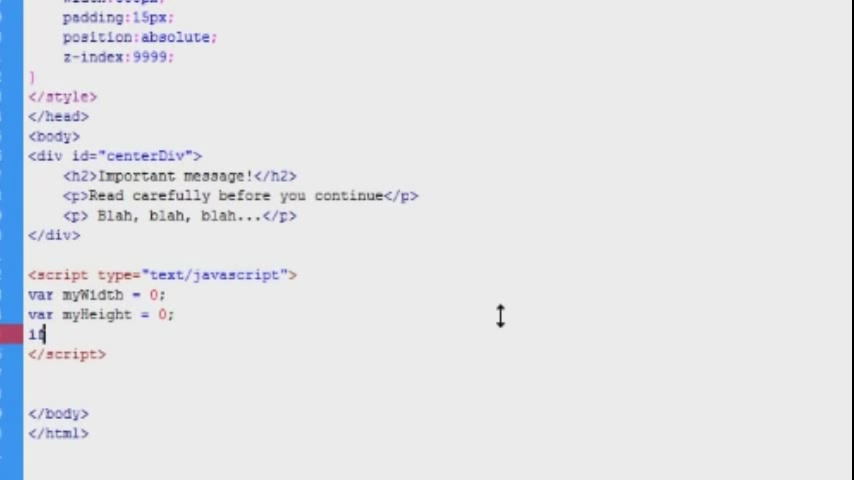 padding:15px;
position:absolute;
z-index:9999;
}
</style>
</head>
<body>
<div id="centerDiv">
<h2>Important message!</h2>
<p>Read carefully before you continue</p>
<p> Blah, blah, blah...</p>
</div>
<script type="text/javascript">
var myWidth = 0;
var myHeight = 0;
if
</script>
</body>
</html>